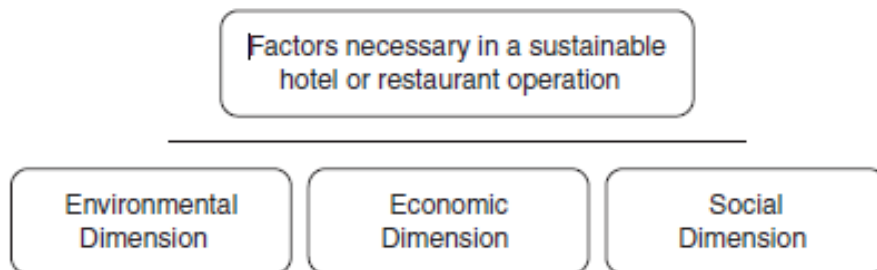 Factors necessary in a sustainable
hotel or restaurant operation
Environmental
Dimension
Economic
Dimension
Social
Dimension